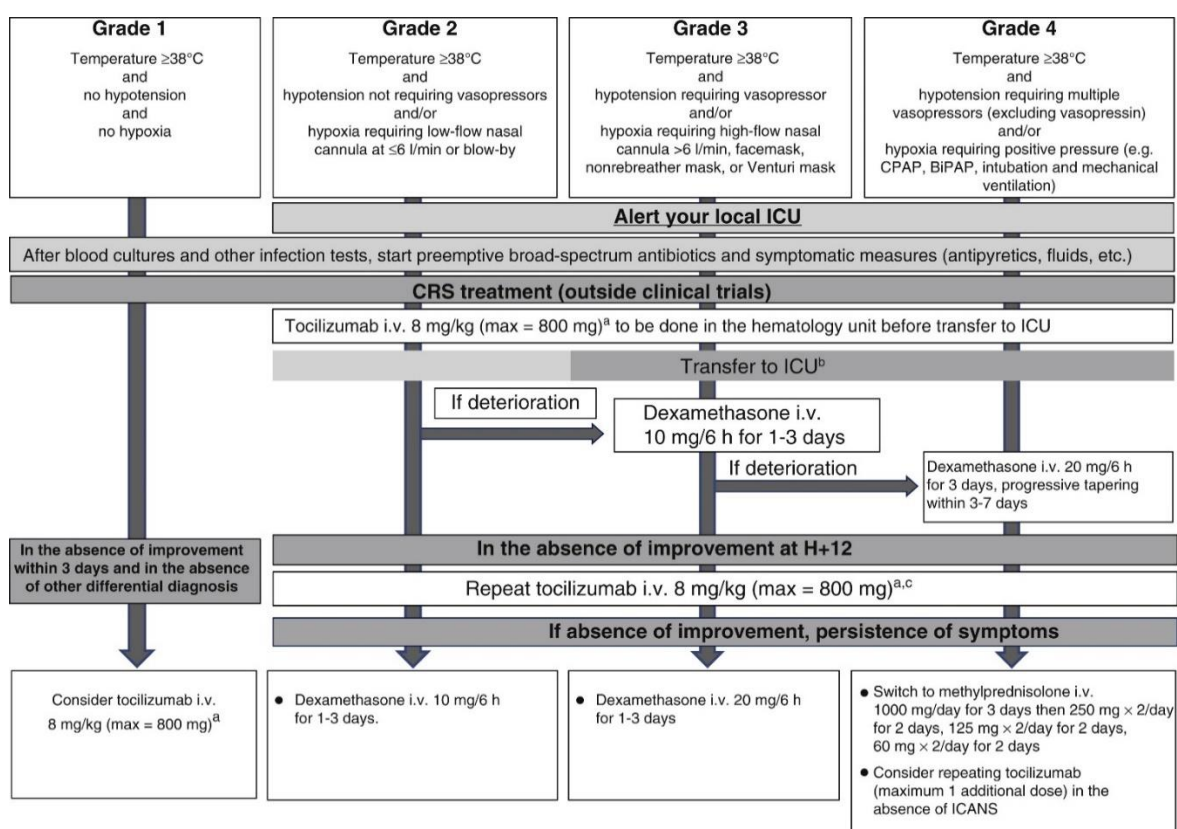 Grade 1
Temperature ≥38°C
and
no hypotension
and
no hypoxia
Grade 2
Temperature ≥38°C
and
hypotension not requiring vasopressors
and/or
hypoxia requiring low-flow nasal
cannula at ≤6 l/min or blow-by
Grade 3
Temperature ≥38°C
and
hypotension requiring vasopressor
and/or
hypoxia requiring high-flow nasal
cannula >6 l/min, facemask,
nonrebreather mask, or Venturi mask
Grade 4
Temperature ≥38°C
and
hypotension requiring multiple
vasopressors (excluding vasopressin)
and/or
hypoxia requiring positive pressure (e.g.
CPAP, BiPAP, intubation and mechanical
ventilation)
Alert your local ICU
After blood cultures and other infection tests, start preemptive broad-spectrum antibiotics and symptomatic measures (antipyretics, fluids, etc.)
CRS treatment (outside clinical trials)
Tocilizumab i.v. 8 mg/kg (max = 800 mg)a to be done in the hematology unit before transfer to ICU
Transfer to ICUb
If deterioration
Dexamethasone i.v.
10 mg/6 h for 1-3 days
If deterioration
Dexamethasone i.v. 20 mg/6 h
for 3 days, progressive tapering
within 3-7 days
In the absence of improvement
within 3 days and in the absence
of other differential diagnosis
In the absence of improvement at H+12
Repeat tocilizumab i.v. 8 mg/kg (max = 800 mg)a,c
If absence of improvement, persistence of symptoms
Consider tocilizumab i.v.
8 mg/kg (max = 800 mg)a
● Dexamethasone i.v. 10 mg/6 h
for 1-3 days.
● Dexamethasone i.v. 20 mg/6 h
for 1-3 days
● Switch to methylprednisolone i.v.
1000 mg/day for 3 days then 250 mg × 2/day
for 2 days, 125 mg × 2/day for 2 days,
60 mg × 2/day for 2 days
● Consider repeating tocilizumab
(maximum 1 additional dose) in the
absence of ICANS